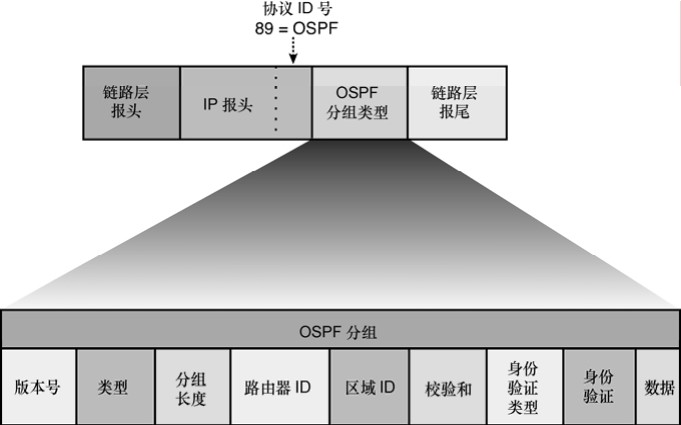 协议 ID 号
89 = OSPF
链路层
报头
IP 报头
OSPF
分组类型
链路层
报尾
OSPF 分组
版本号
类型
分组
长度
路由器 ID
区域 ID
校验和
身份
验证
类型
身份
验证
数据